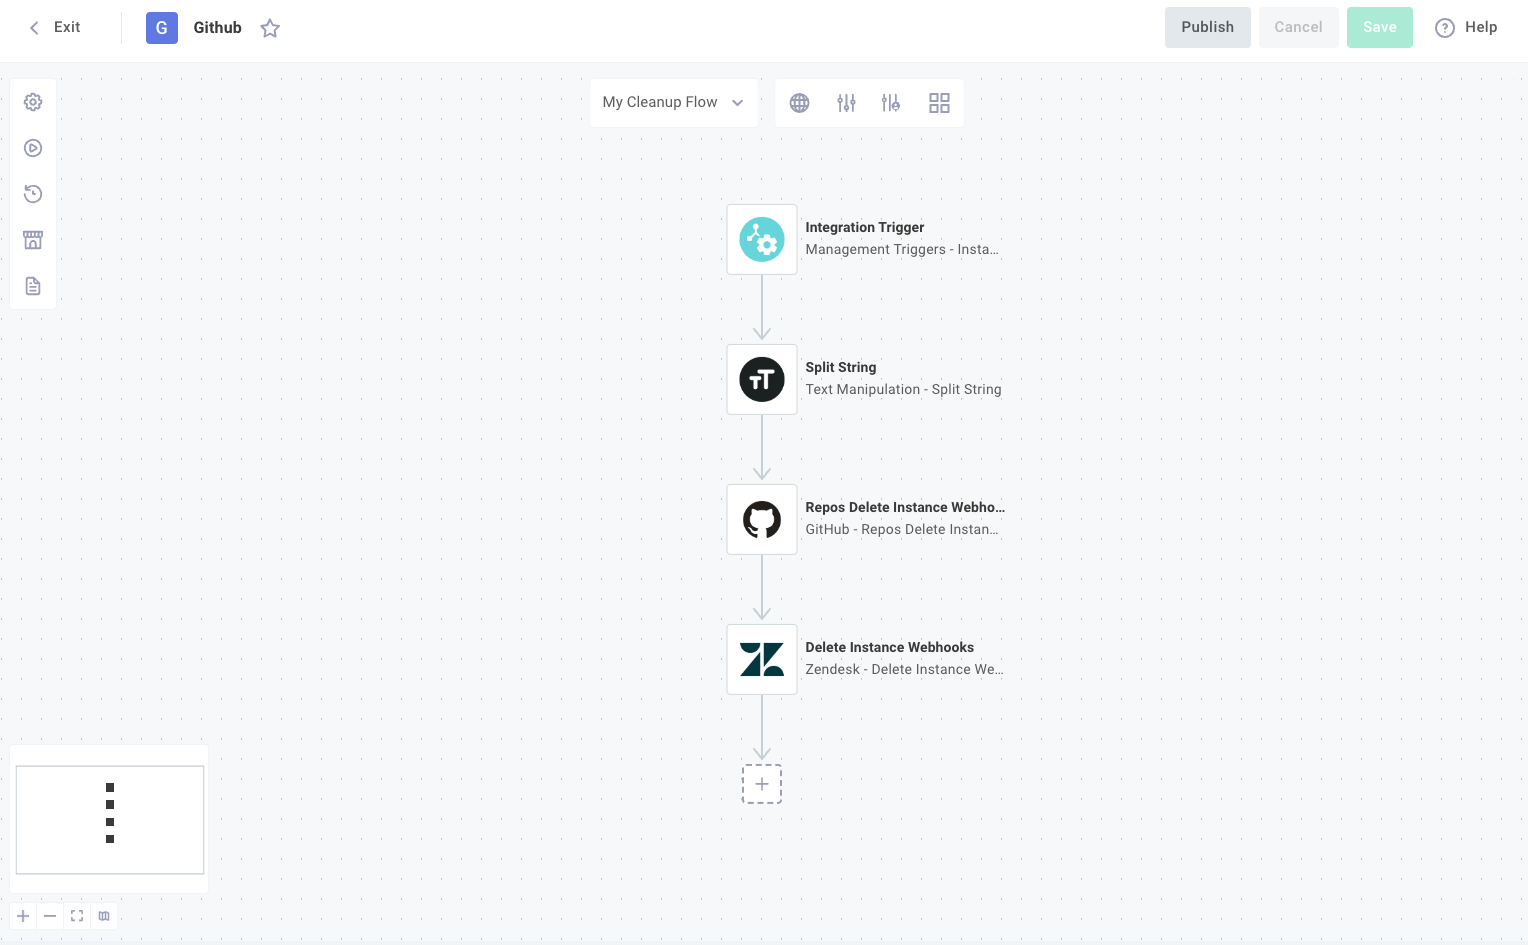 Exit
G
Github
Publish
Cancel
Save
Help
My Cleanup Flow
Integration Trigger
Management Triggers - Insta...
Split String
Text Manipulation - Split String
Repos Delete Instance Webho...
GitHub - Repos Delete Instan...
Delete Instance Webhooks
Zendesk - Delete Instance We...